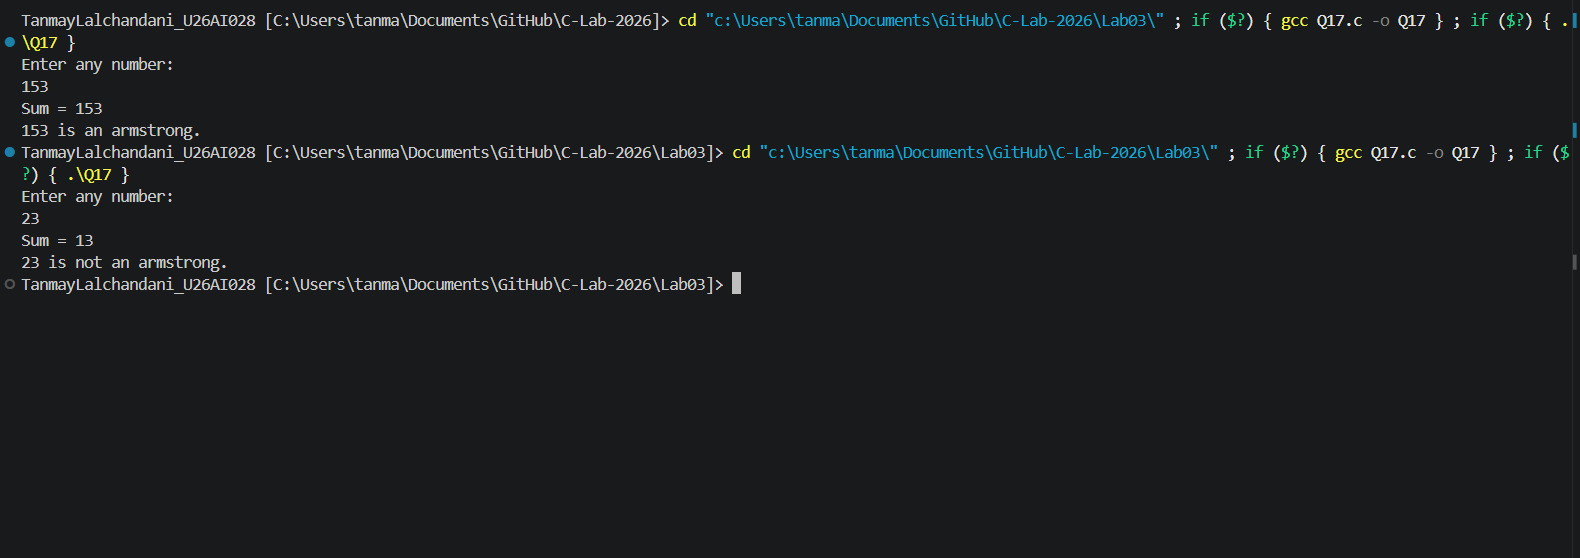 TanmayLalchandani_U26AI028 [C:\Users\tanma\Documents\GitHub\C-Lab-2026]> cd "c:\Users\tanma\Documents\GitHub\C-Lab-2026\Lab03\" ; if ($?) { gcc Q17.c -o Q17 } ; if ($?) { .
\Q17 }
Enter any number:
153
Sum = 153
153 is an armstrong.
TanmayLalchandani_U26AI028 [C:\Users\tanma\Documents\GitHub\C-Lab-2026\Lab03]> cd "c:\Users\tanma\Documents\GitHub\C-Lab-2026\Lab03\" ; if ($?) { gcc Q17.c -o Q17 } ; if ($
?) { .\Q17 }
Enter any number:
23
Sum = 13
23 is not an armstrong.
TanmayLalchandani_U26AI028 [C:\Users\tanma\Documents\GitHub\C-Lab-2026\Lab03]>